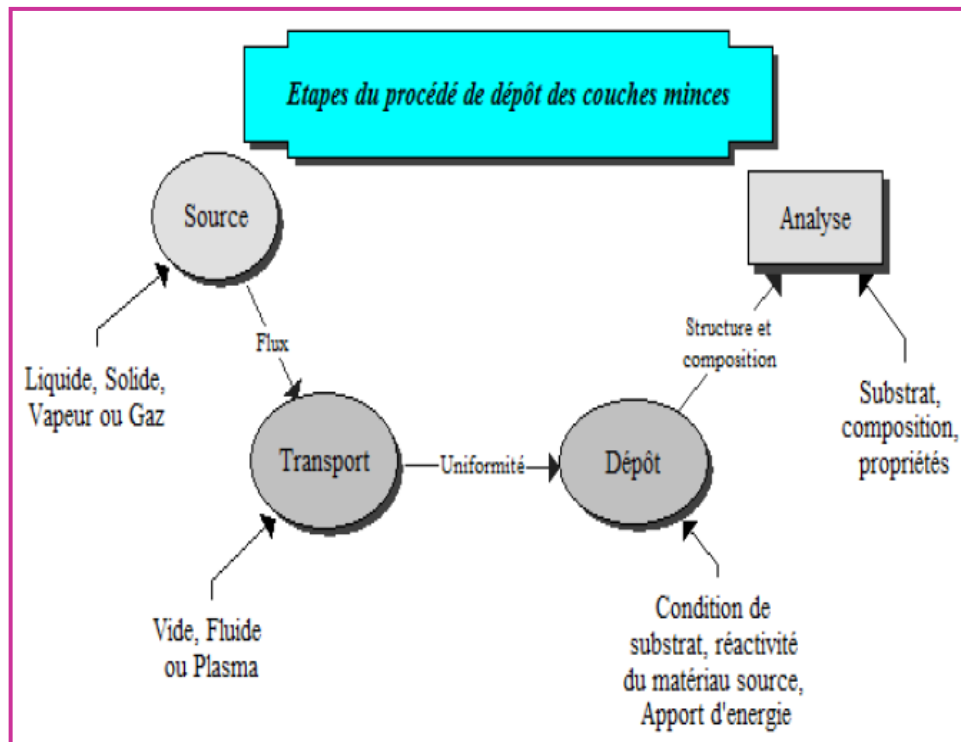 Etapes du procédé de dépôt des couches minces
Source
Analyse
Flux
Structure et
composition
Liquide, Solide,
Vapeur ou Gaz
Substrat,
composition,
propriétés
Transport
Uniformité
Dépôt
Vide, Fluide
ou Plasma
Condition de
substrat, réactivité
du matériau source,
Apport d'energie